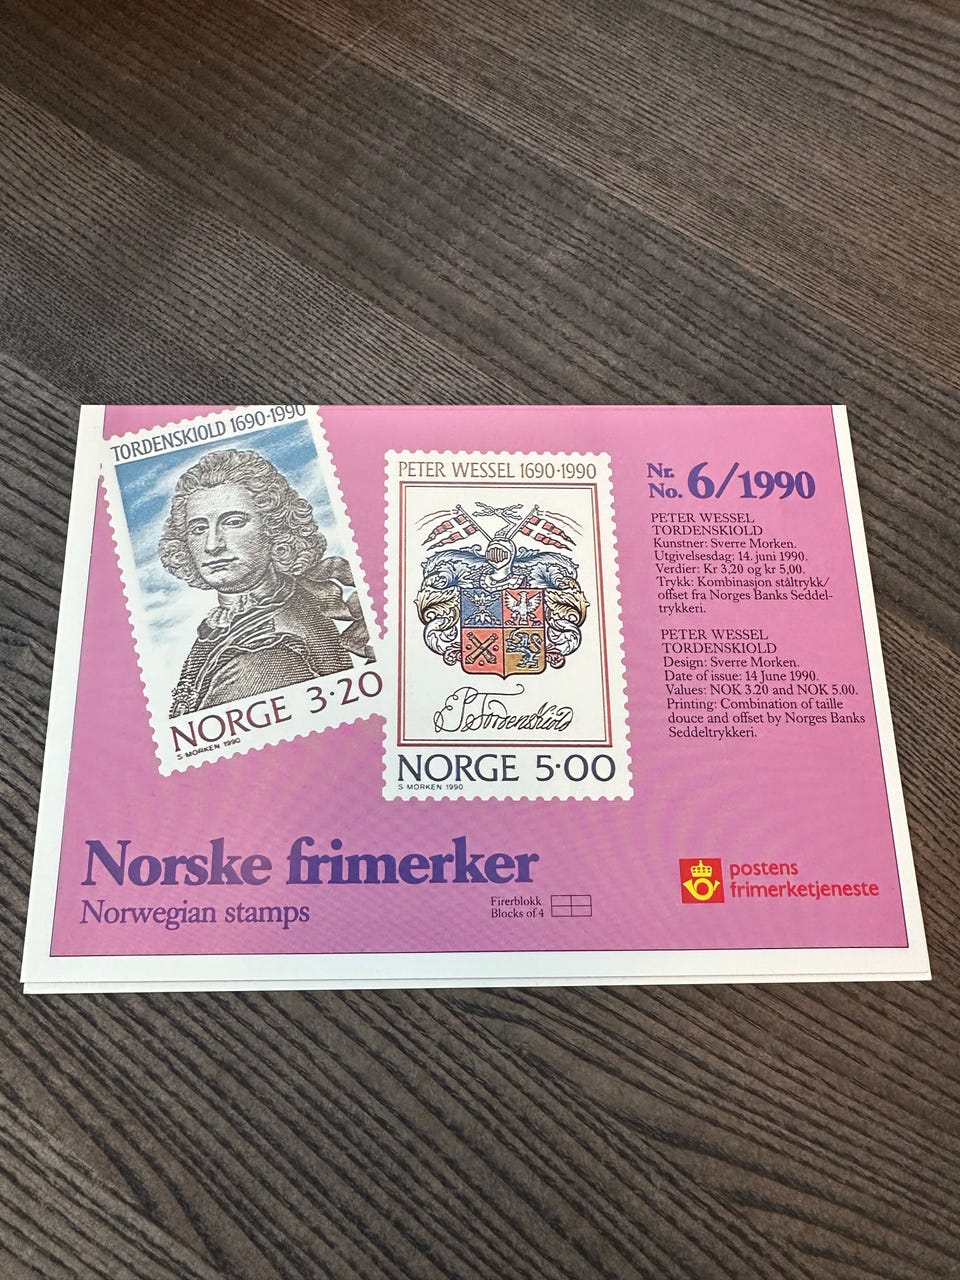 TORDENSKIOLD 1690·1990
NORGE 3·20
S·MORKEN 1990
PETER WESSEL 1690·1990
P Tordenskiold
NORGE 5·00
S MORKEN 1990
Nr.
No. 6/1990
PETER WESSEL
TORDENSKIOLD
Kunstner: Sverre Morken.
Utgivelsesdag: 14. juni 1990.
Verdier: Kr 3,20 og kr 5,00.
Trykk: Kombinasjon ståltrykk/
offset fra Norges Banks Seddel-
trykkeri.
PETER WESSEL
TORDENSKIOLD
Design: Sverre Morken.
Date of issue: 14 June 1990.
Values: NOK 3.20 and NOK 5.00.
Printing: Combination of taille
douce and offset by Norges Banks
Seddeltrykkeri.
Norske frimerker
Norwegian stamps
Firerblokk
Blocks of 4
postens
frimerketjeneste